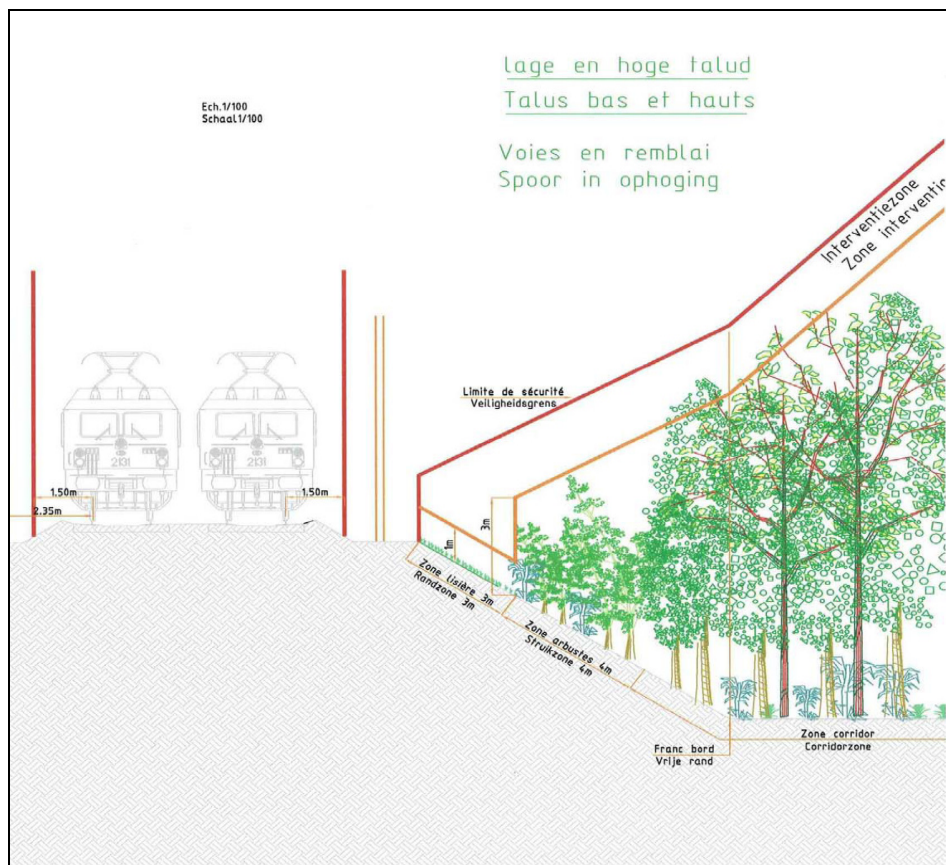 lage en hoge talud
Talus bas et hauts
Ech.1/100
Schaal1/100
Voies en remblai
Spoor in ophoging
Interventiezone
Zone interventio
Limite de sécurité
Veiligheidsgrens
2131
2131
1,50m
1,50m
2,35m
3m
1m
Zone lisière 3m
Randzone 3m
Zone arbustes 4m
Struikzone 4m
Franc bord
Vrije rand
Zone corridor
Corridorzone